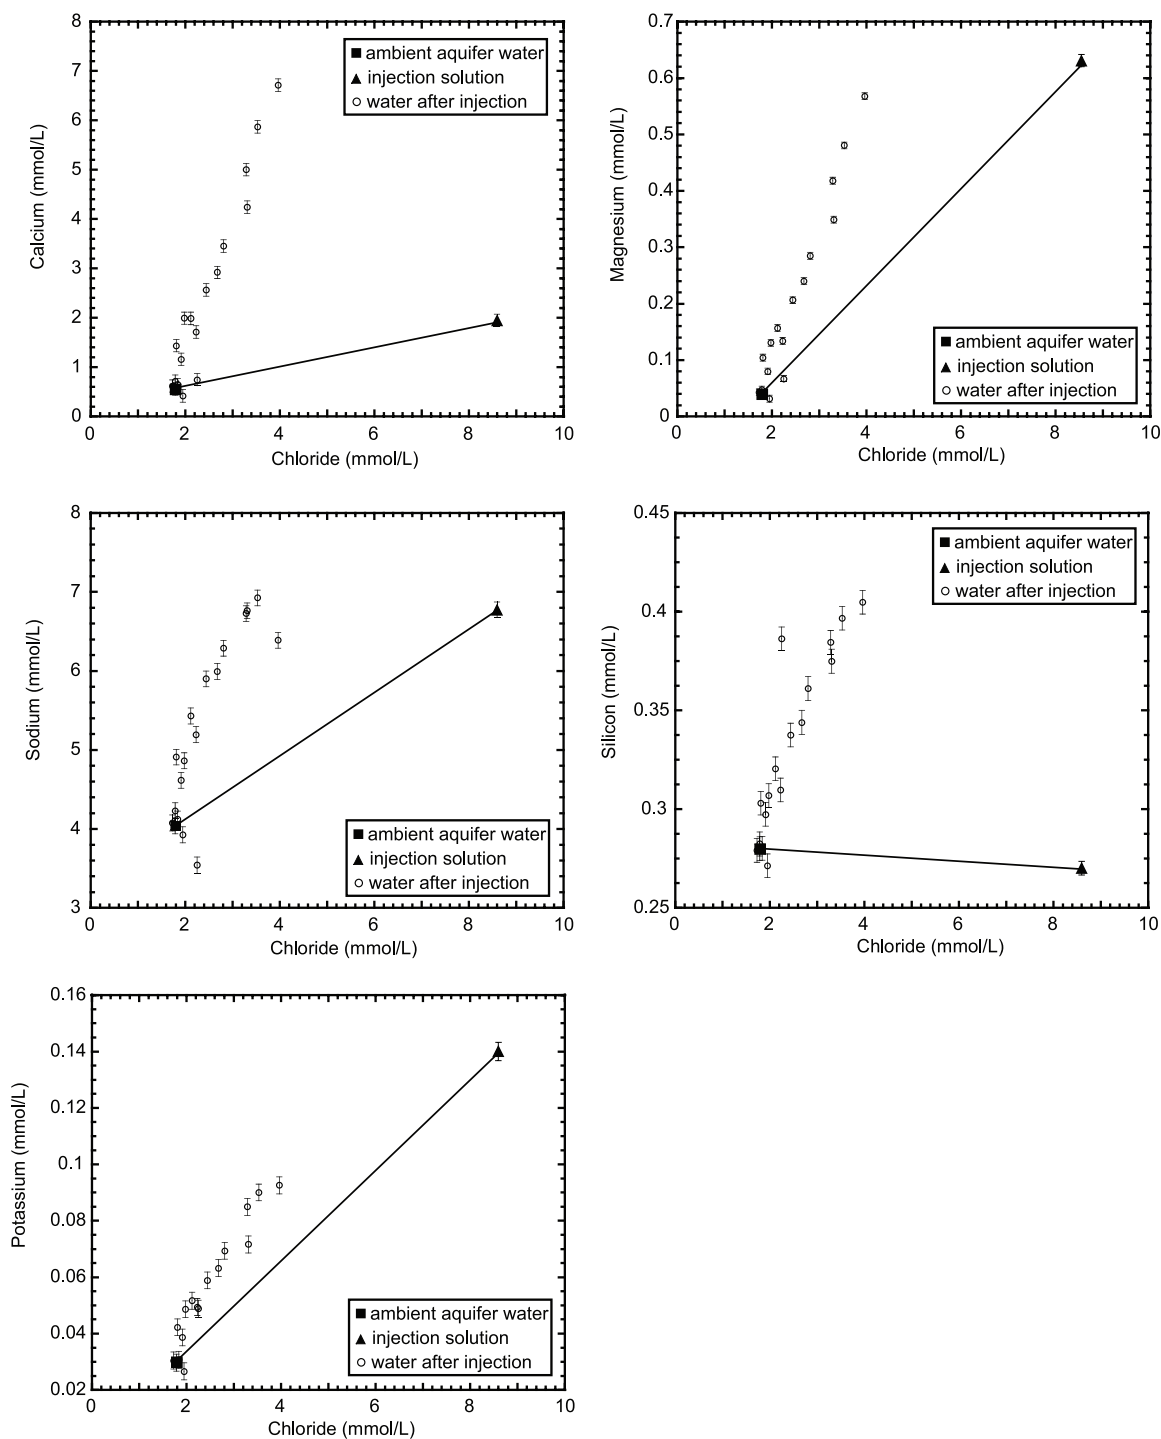 8
7
6
5
4
3
2
1
0
Calcium (mmol/L)
ambient aquifer water
injection solution
water after injection
0 2 4 6 8 10
Chloride (mmol/L)
0.7
0.6
0.5
0.4
0.3
0.2
0.1
0
Magnesium (mmol/L)
ambient aquifer water
injection solution
water after injection
0 2 4 6 8 10
Chloride (mmol/L)
8
7
6
5
4
3
Sodium (mmol/L)
ambient aquifer water
injection solution
water after injection
0 2 4 6 8 10
Chloride (mmol/L)
0.45
0.4
0.35
0.3
0.25
Silicon (mmol/L)
ambient aquifer water
injection solution
water after injection
0 2 4 6 8 10
Chloride (mmol/L)
0.16
0.14
0.12
0.1
0.08
0.06
0.04
0.02
Potassium (mmol/L)
ambient aquifer water
injection solution
water after injection
0 2 4 6 8 10
Chloride (mmol/L)